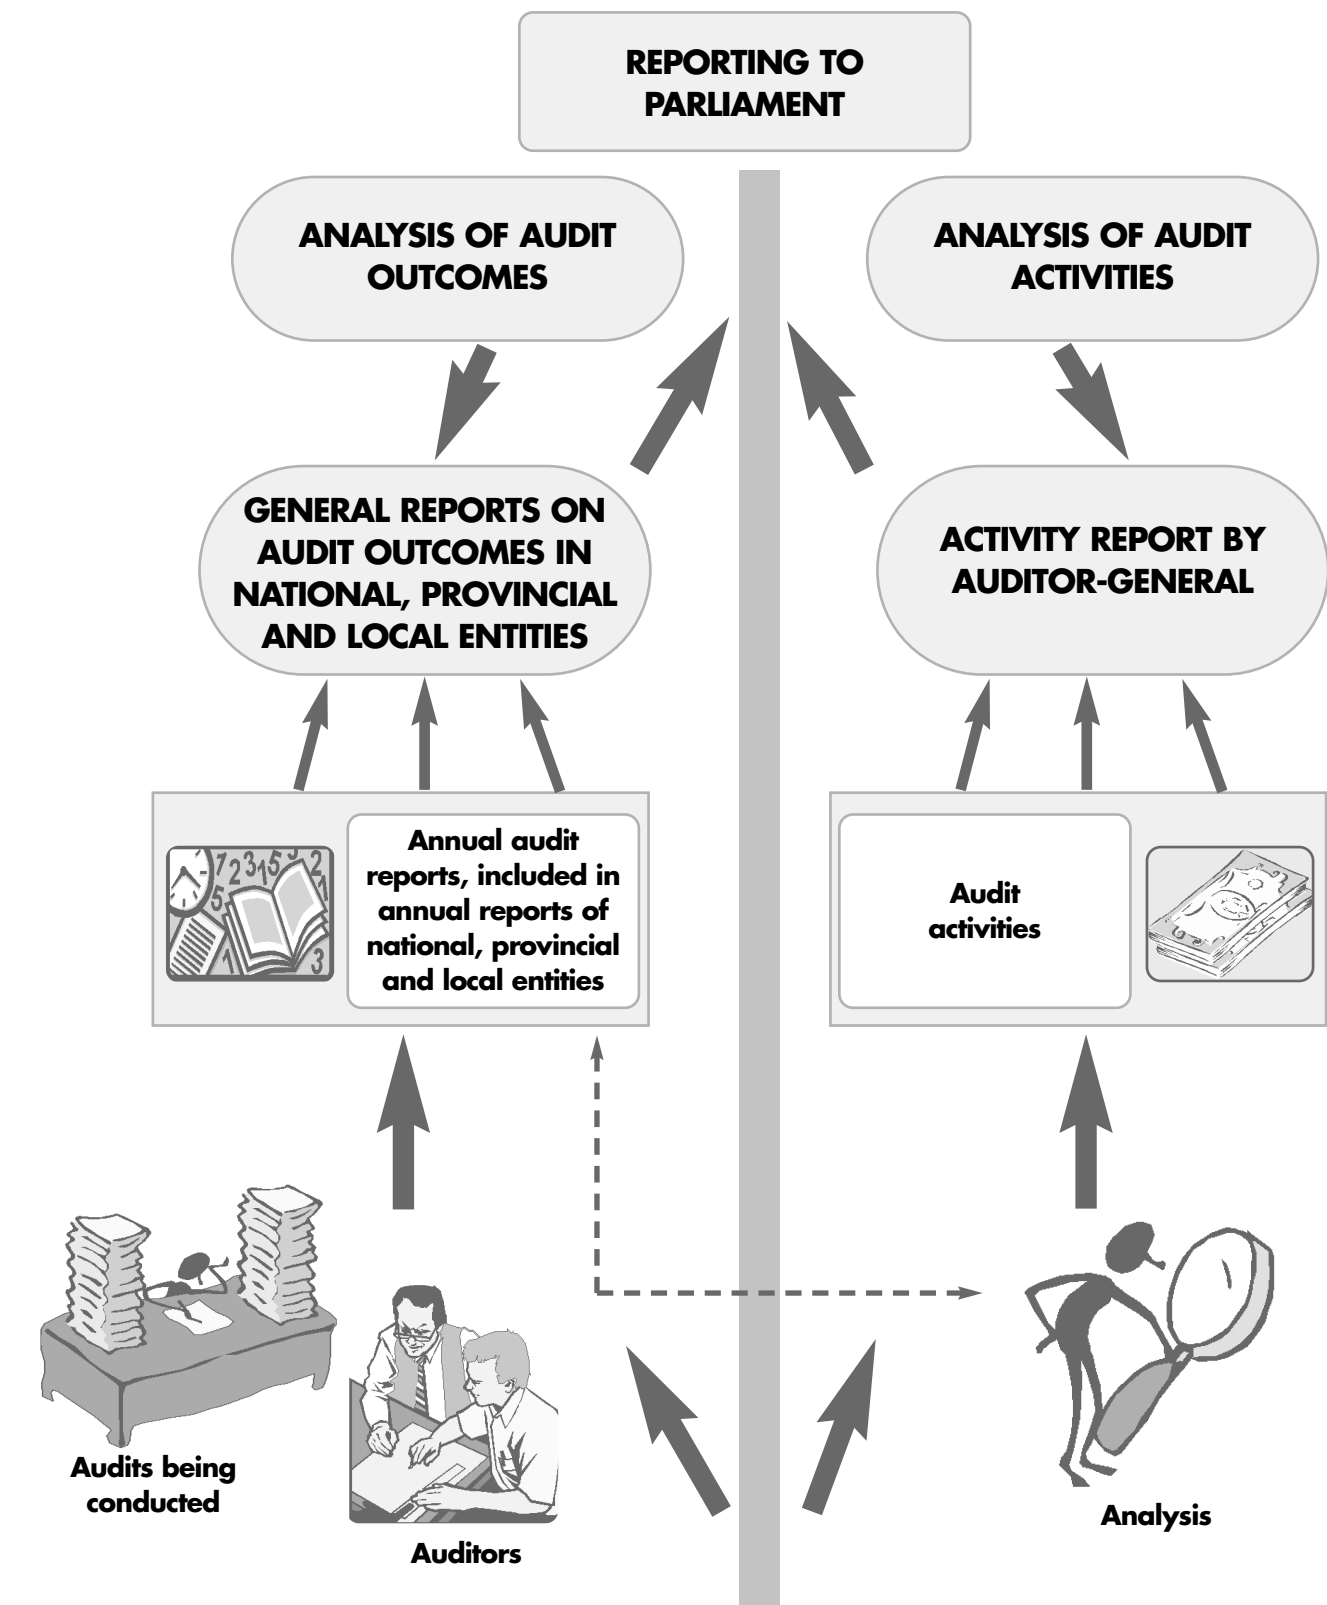 REPORTING TO
PARLIAMENT
ANALYSIS OF AUDIT
OUTCOMES
ANALYSIS OF AUDIT
ACTIVITIES
GENERAL REPORTS ON
AUDIT OUTCOMES IN
NATIONAL, PROVINCIAL
AND LOCAL ENTITIES
ACTIVITY REPORT BY
AUDITOR-GENERAL
Annual audit
reports, included in
annual reports of
national, provincial
and local entities
Audit
activities
Audits being
conducted
Auditors
Analysis